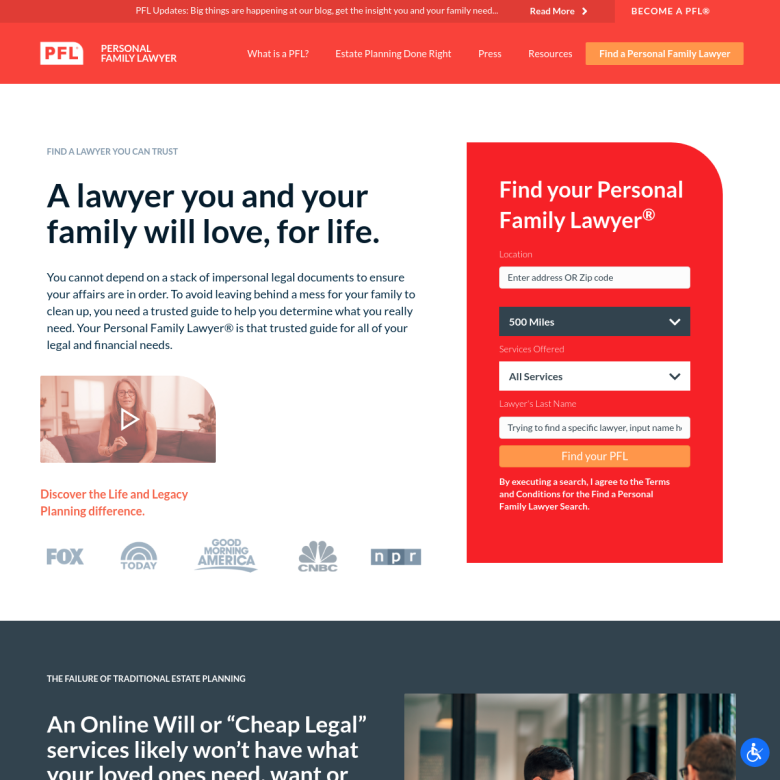 PFL Updates: Big things are happening at our blog, get the insight you and your family need...
Read More
BECOME A PFL®
PFL
PERSONAL
FAMILY LAWYER
What is a PFL?
Estate Planning Done Right
Press
Resources
Find a Personal Family Lawyer
FIND A LAWYER YOU CAN TRUST
A lawyer you and your
family will love, for life.
You cannot depend on a stack of impersonal legal documents to ensure
your affairs are in order. To avoid leaving behind a mess for your family to
clean up, you need a trusted guide to help you determine what you really
need. Your Personal Family Lawyer® is that trusted guide for all of your
legal and financial needs.
Discover the Life and Legacy
Planning difference.
FOX
TODAY
GOOD
MORNING
AMERICA
CNBC
npr
Find your Personal
Family Lawyer®
Location
Enter address OR Zip code
500 Miles
Services Offered
All Services
Lawyer's Last Name
Trying to find a specific lawyer, input name h
Find your PFL
By executing a search, I agree to the Terms
and Conditions for the Find a Personal
Family Lawyer Search.
THE FAILURE OF TRADITIONAL ESTATE PLANNING
An Online Will or “Cheap Legal”
services likely won’t have what
your loved ones need, want or